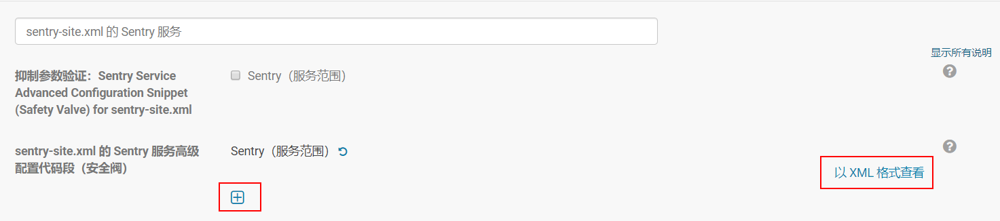 sentry-site.xml 的 Sentry 服务
显示所有说明
抑制参数验证：Sentry Service
Advanced Configuration Snippet
(Safety Valve) for sentry-site.xml
Sentry（服务范围）
sentry-site.xml 的 Sentry 服务高级
配置代码段（安全阀）
Sentry（服务范围）
以 XML 格式查看